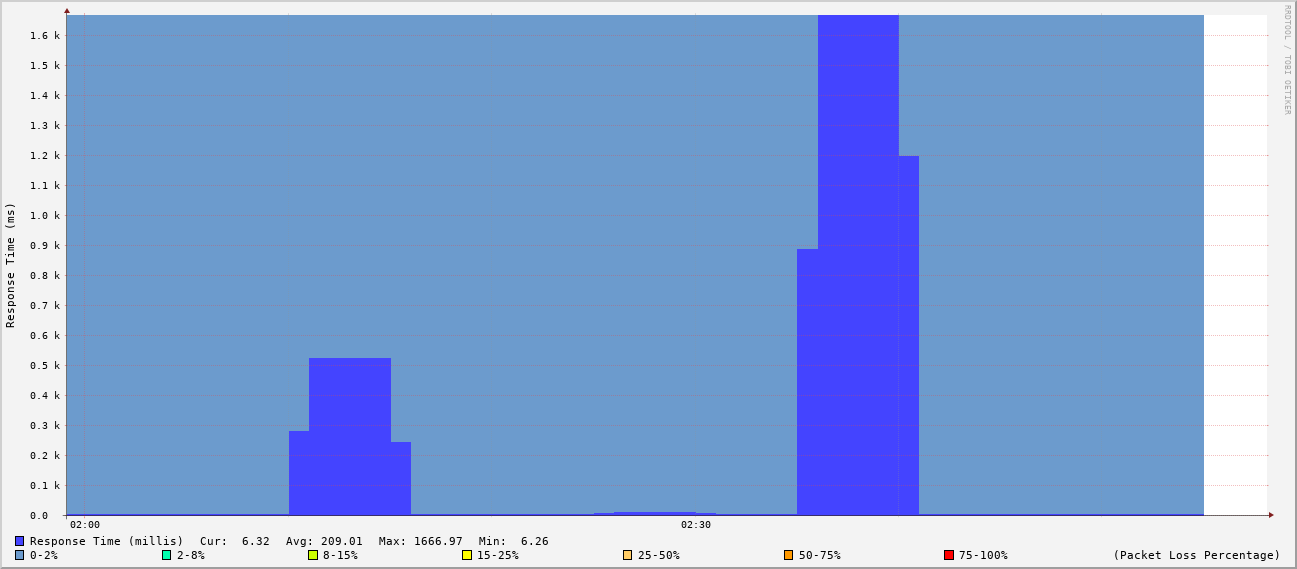 RRDTOOL / TOBI OETIKER
Response Time (ms)
1.6 k
1.5 k
1.4 k
1.3 k
1.2 k
1.1 k
1.0 k
0.9 k
0.8 k
0.7 k
0.6 k
0.5 k
0.4 k
0.3 k
0.2 k
0.1 k
0.0
02:00 02:30
Response Time (millis) Cur: 6.32 Avg: 209.01 Max: 1666.97 Min: 6.26
0-2% 2-8% 8-15% 15-25% 25-50% 50-75% 75-100% (Packet Loss Percentage)